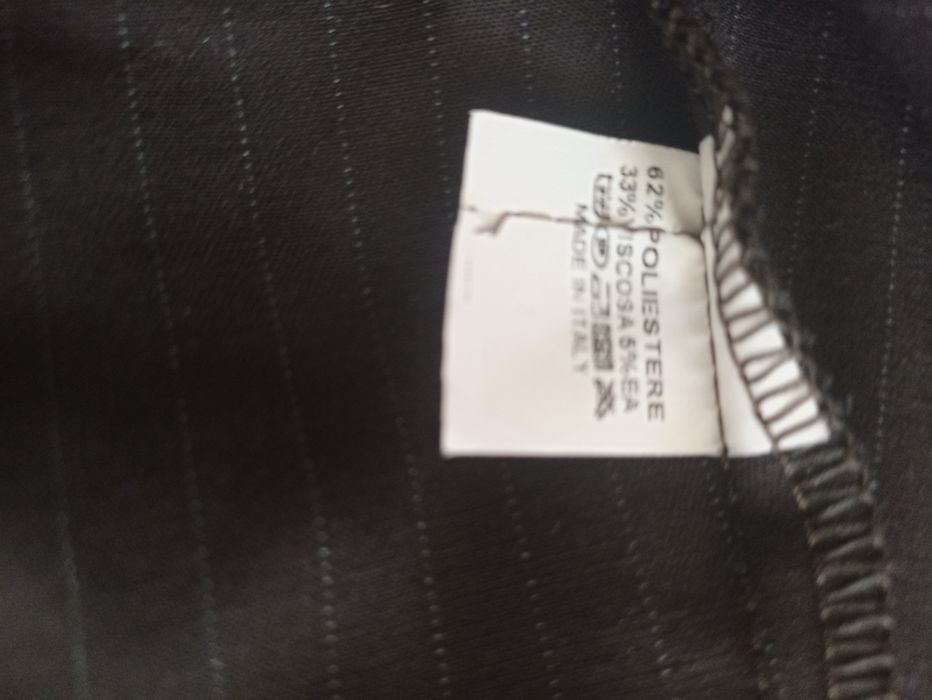 62% POLIESTERE
33% VISCOSA 5% EA
MADE IN ITALY